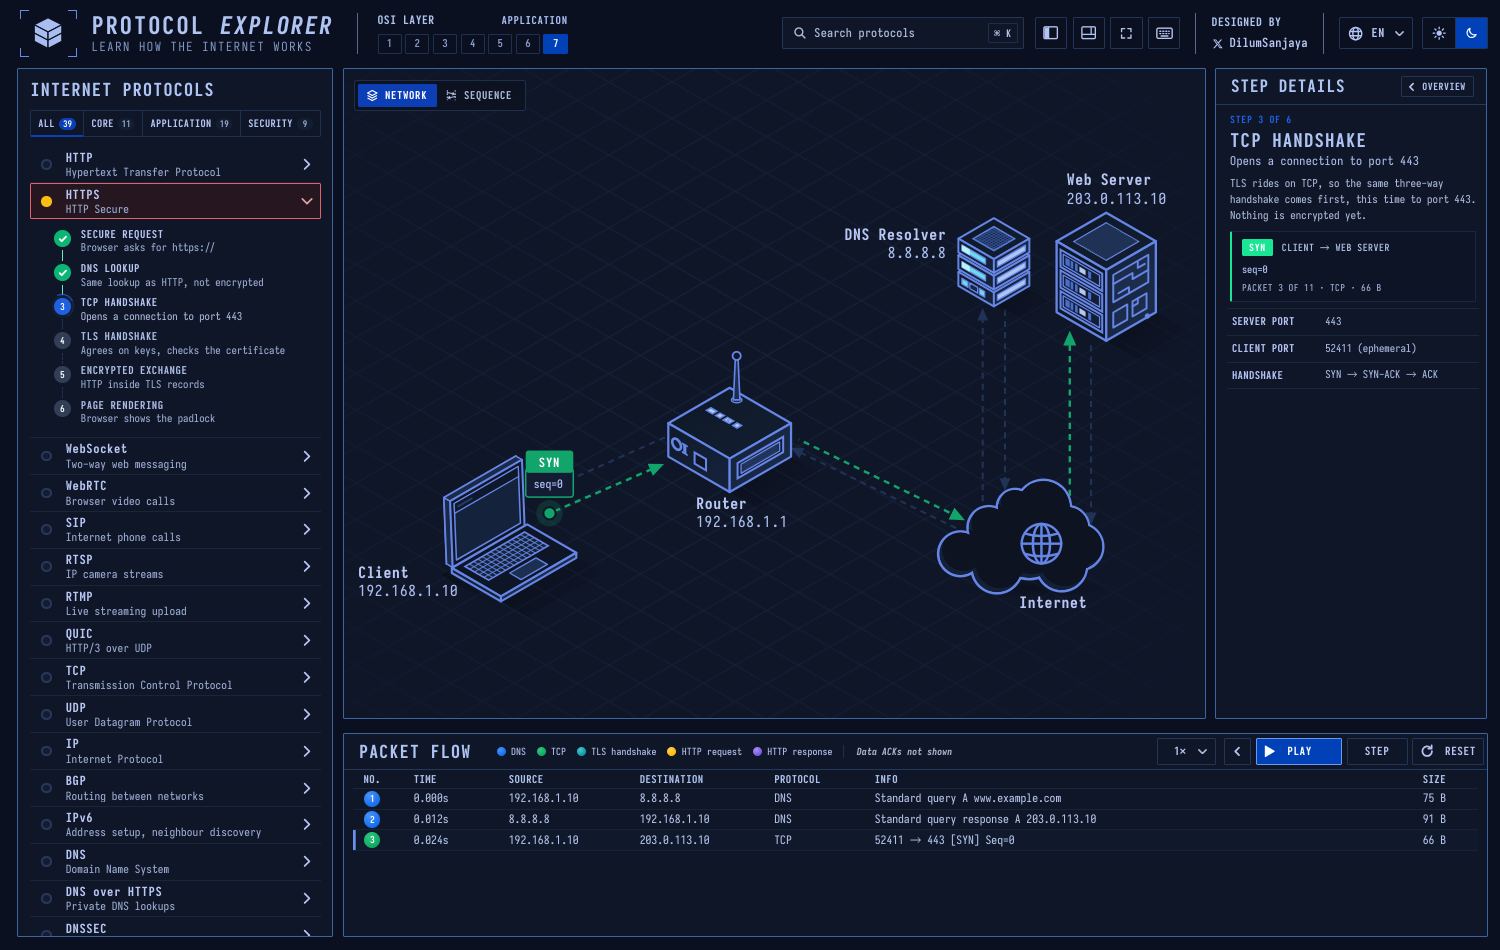 PROTOCOL EXPLORER
LEARN HOW THE INTERNET WORKS
OSI LAYER APPLICATION
1 2 3 4 5 6 7
Search protocols ⌘ K
DESIGNED BY
DilumSanjaya
EN
INTERNET PROTOCOLS
ALL 39 CORE 11 APPLICATION 19 SECURITY 9
HTTP
Hypertext Transfer Protocol
HTTPS
HTTP Secure
SECURE REQUEST
Browser asks for https://
DNS LOOKUP
Same lookup as HTTP, not encrypted
3 TCP HANDSHAKE
Opens a connection to port 443
4 TLS HANDSHAKE
Agrees on keys, checks the certificate
5 ENCRYPTED EXCHANGE
HTTP inside TLS records
6 PAGE RENDERING
Browser shows the padlock
WebSocket
Two-way web messaging
WebRTC
Browser video calls
SIP
Internet phone calls
RTSP
IP camera streams
RTMP
Live streaming upload
QUIC
HTTP/3 over UDP
TCP
Transmission Control Protocol
UDP
User Datagram Protocol
IP
Internet Protocol
BGP
Routing between networks
IPv6
Address setup, neighbour discovery
DNS
Domain Name System
DNS over HTTPS
Private DNS lookups
DNSSEC
NETWORK SEQUENCE
Web Server
203.0.113.10
DNS Resolver
8.8.8.8
SYN
seq=0
Router
192.168.1.1
Client
192.168.1.10
Internet
STEP DETAILS OVERVIEW
STEP 3 OF 6
TCP HANDSHAKE
Opens a connection to port 443
TLS rides on TCP, so the same three-way
handshake comes first, this time to port 443.
Nothing is encrypted yet.
SYN CLIENT → WEB SERVER
seq=0
PACKET 3 OF 11 · TCP · 66 B
SERVER PORT 443
CLIENT PORT 52411 (ephemeral)
HANDSHAKE SYN → SYN-ACK → ACK
PACKET FLOW DNS TCP TLS handshake HTTP request HTTP response Data ACKs not shown 1× PLAY STEP RESET
NO. TIME SOURCE DESTINATION PROTOCOL INFO SIZE
1 0.000s 192.168.1.10 8.8.8.8 DNS Standard query A www.example.com 75 B
2 0.012s 8.8.8.8 192.168.1.10 DNS Standard query response A 203.0.113.10 91 B
3 0.024s 192.168.1.10 203.0.113.10 TCP 52411 → 443 [SYN] Seq=0 66 B